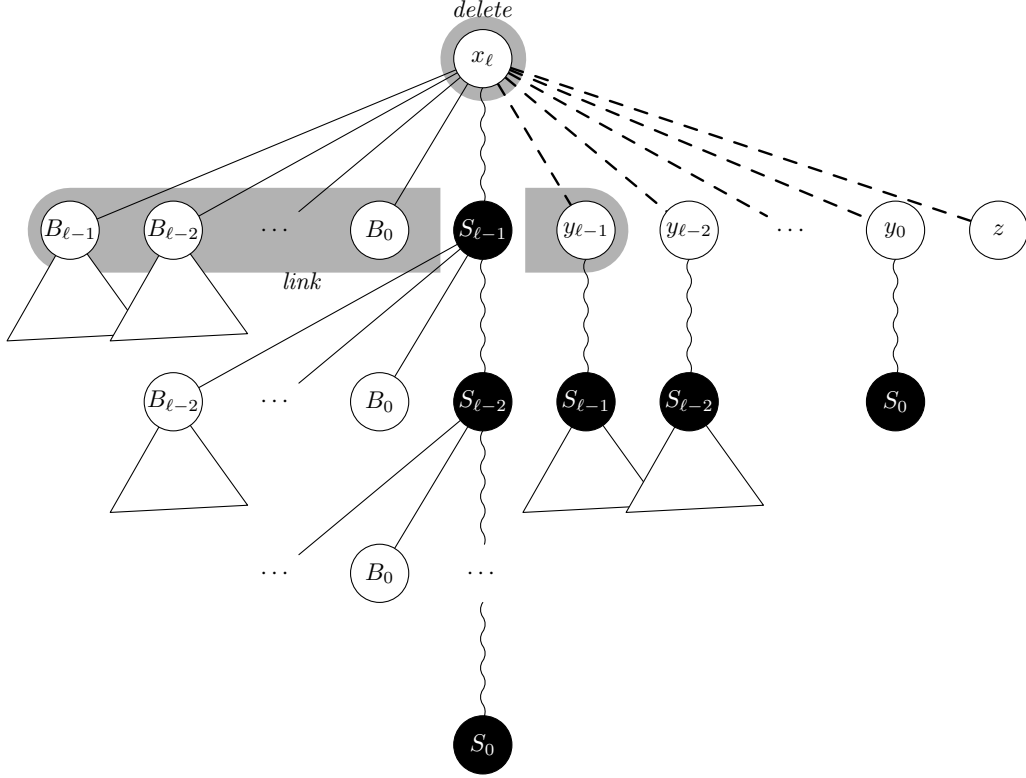 delete
x_ℓ
B_{ℓ−1} B_{ℓ−2} ⋯ B_0 S_{ℓ−1} y_{ℓ−1} y_{ℓ−2} ⋯ y_0 z
link
B_{ℓ−2} ⋯ B_0 S_{ℓ−2} S_{ℓ−1} S_{ℓ−2} S_0
⋯ B_0 ⋯
S_0